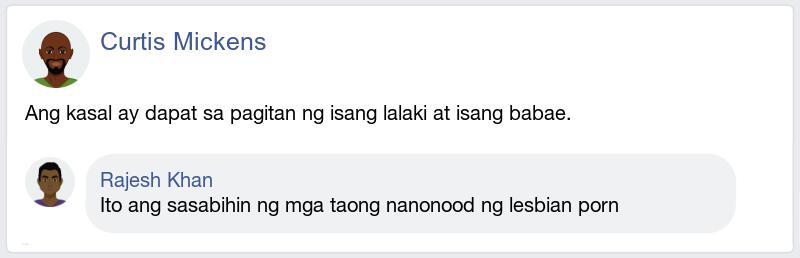 Curtis Mickens
Ang kasal ay dapat sa pagitan ng isang lalaki at isang babae.
Rajesh Khan
Ito ang sasabihin ng mga taong nanonood ng lesbian porn